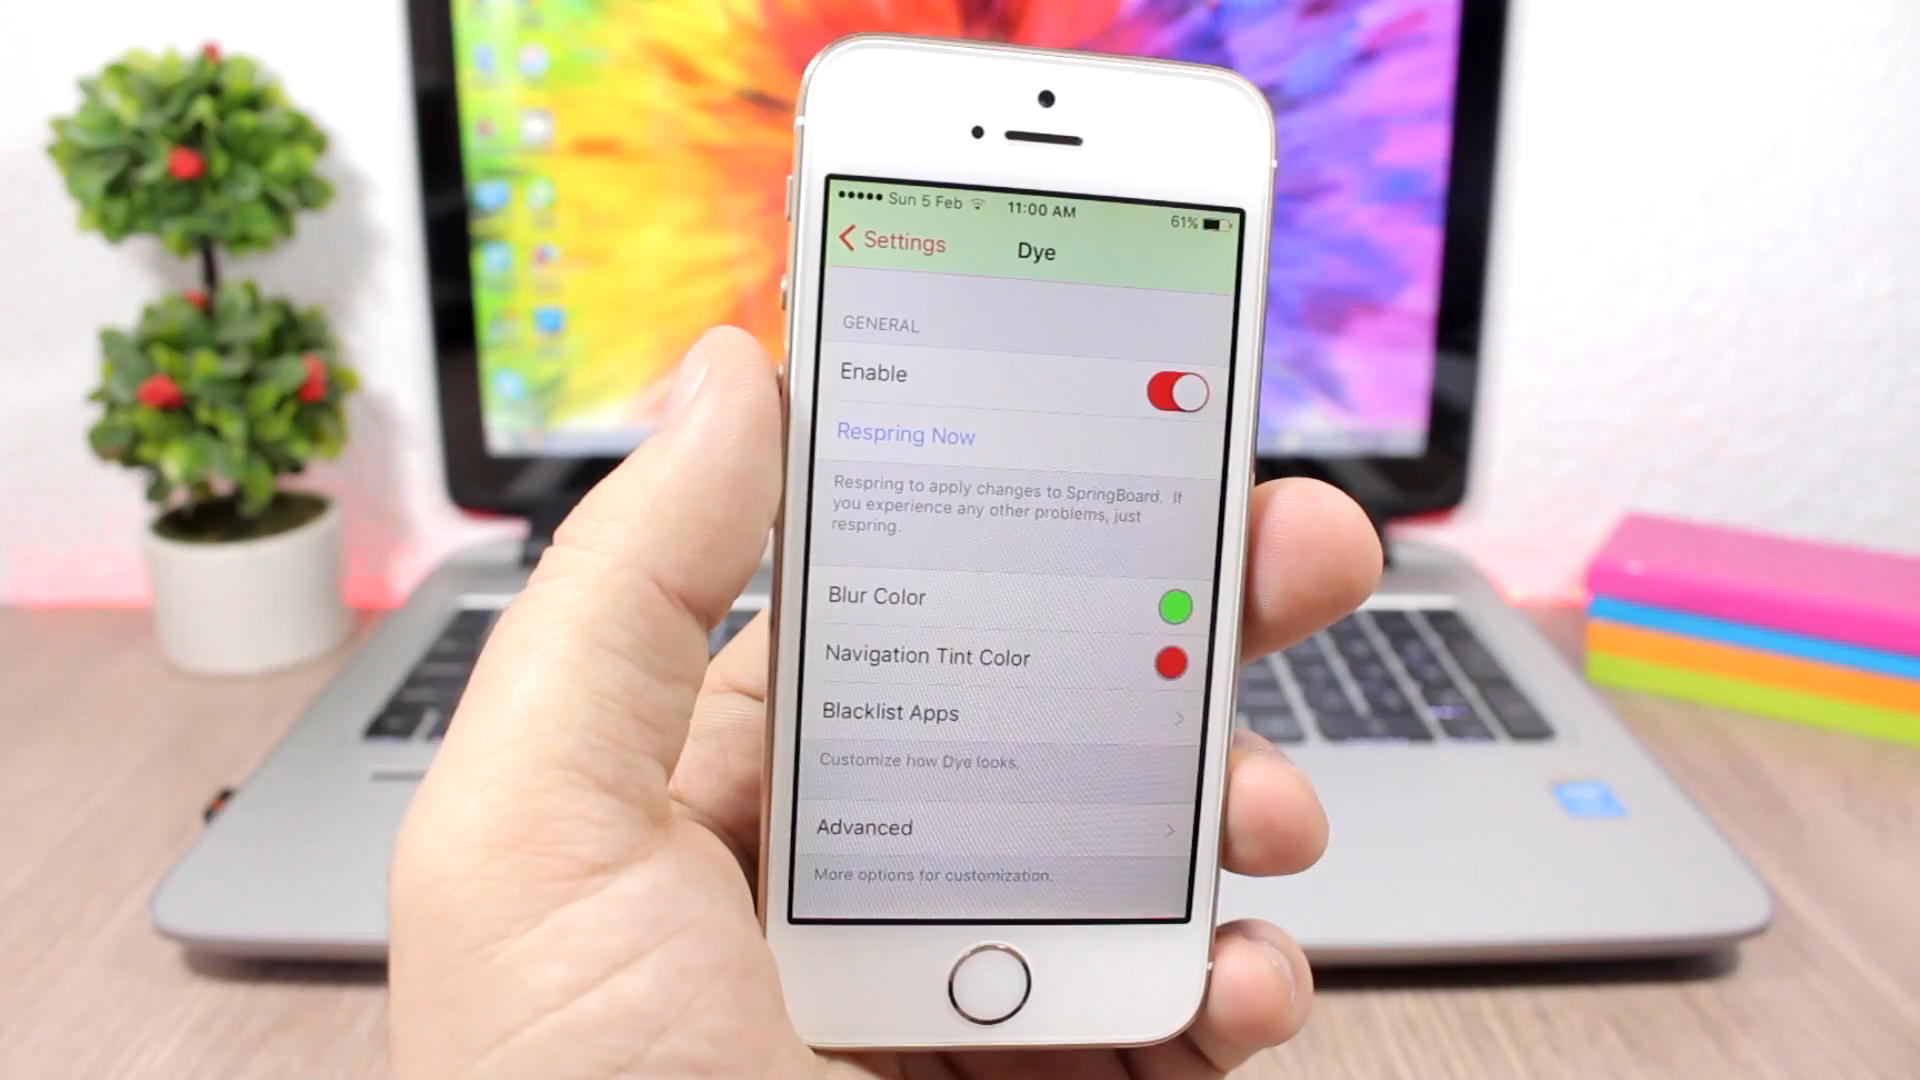 Sun 5 Feb 11:00 AM 61%
Settings Dye
GENERAL
Enable
Respring Now
Respring to apply changes to SpringBoard. If
you experience any other problems, just
respring.
Blur Color
Navigation Tint Color
Blacklist Apps
Customize how Dye looks.
Advanced
More options for customization.